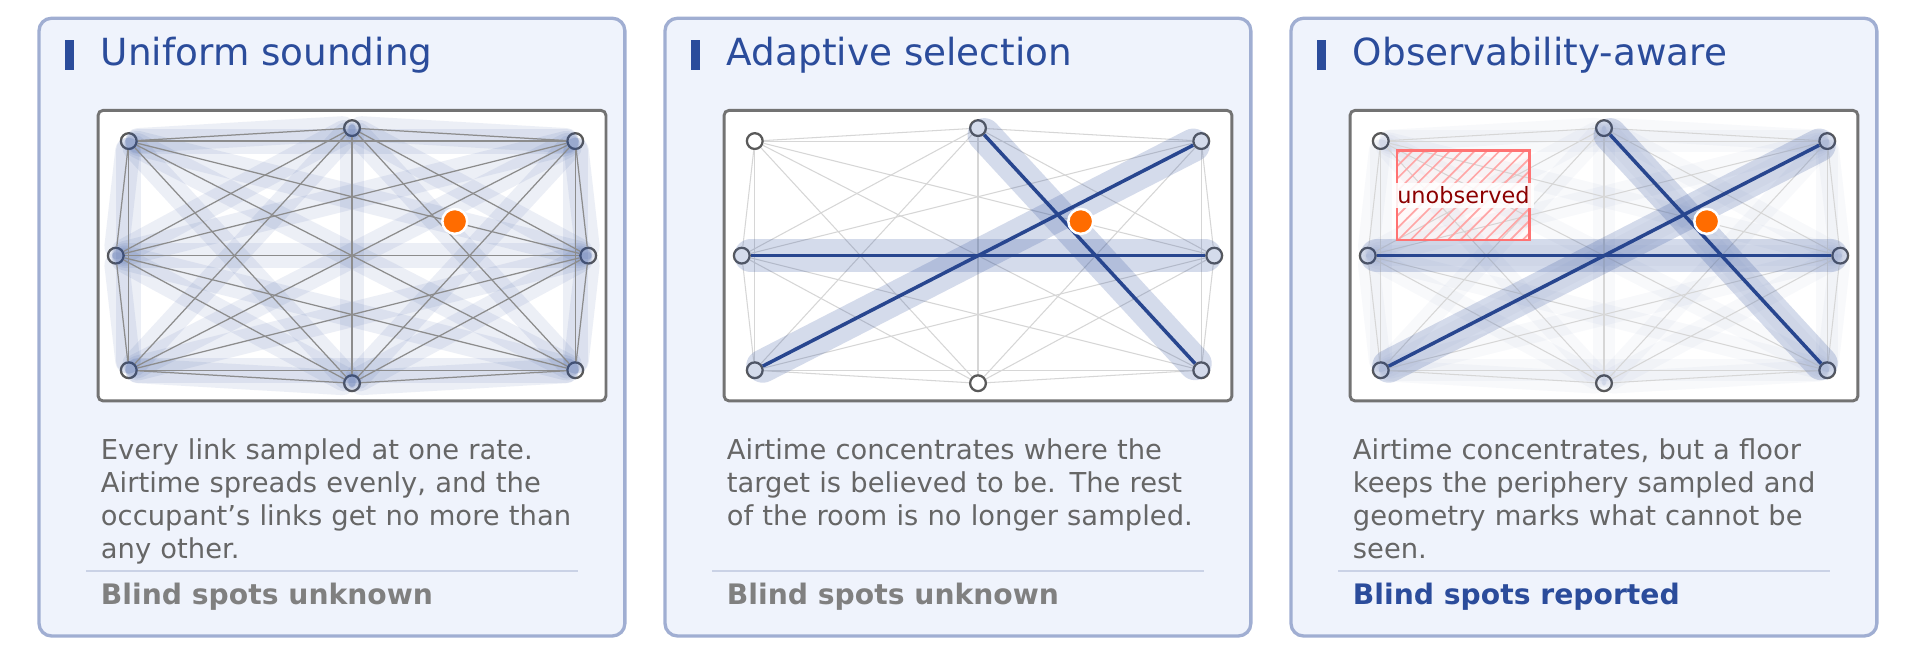 Uniform sounding
Every link sampled at one rate.
Airtime spreads evenly, and the
occupant’s links get no more than
any other.
Blind spots unknown
Adaptive selection
Airtime concentrates where the
target is believed to be. The rest
of the room is no longer sampled.
Blind spots unknown
Observability-aware
unobserved
Airtime concentrates, but a floor
keeps the periphery sampled and
geometry marks what cannot be
seen.
Blind spots reported